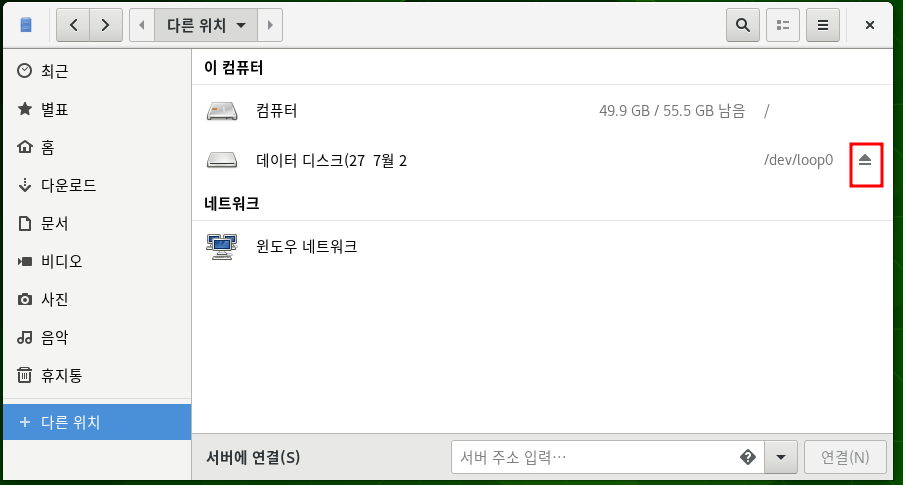 다른 위치
최근
별표
홈
다운로드
문서
비디오
사진
음악
휴지통
+ 다른 위치
이 컴퓨터
컴퓨터 49.9 GB / 55.5 GB 남음 /
데이터 디스크(27 7월 2 /dev/loop0
네트워크
윈도우 네트워크
서버에 연결(S) 서버 주소 입력… 연결(N)